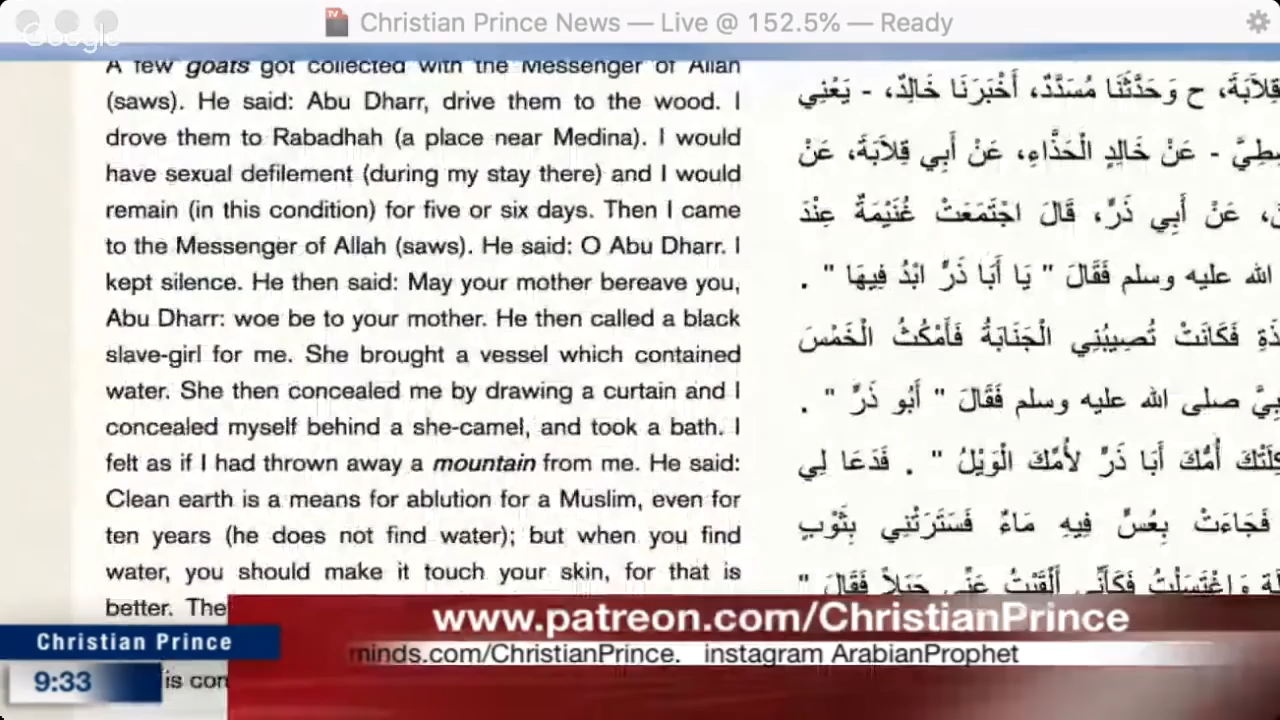 Christian Prince News — Live @ 152.5% — Ready
Google
A few goats got collected with the Messenger of Allah
(saws). He said: Abu Dharr, drive them to the wood. I
drove them to Rabadhah (a place near Medina). I would
have sexual defilement (during my stay there) and I would
remain (in this condition) for five or six days. Then I came
to the Messenger of Allah (saws). He said: O Abu Dharr. I
kept silence. He then said: May your mother bereave you,
Abu Dharr: woe be to your mother. He then called a black
slave-girl for me. She brought a vessel which contained
water. She then concealed me by drawing a curtain and I
concealed myself behind a she-camel, and took a bath. I
felt as if I had thrown away a mountain from me. He said:
Clean earth is a means for ablution for a Muslim, even for
ten years (he does not find water); but when you find
water, you should make it touch your skin, for that is
better. The
is con
قِلاَبَةَ، ح وَحَدَّثَنَا مُسَدَّدٌ، أَخْبَرَنَا خَالِدٌ، - يَعْنِي
- عَنْ خَالِدٍ الْحَذَّاءِ، عَنْ أَبِي قِلاَبَةَ، عَنْ
عَنْ أَبِي ذَرٍّ، قَالَ اجْتَمَعَتْ غُنَيْمَةٌ عِنْدَ
الله عليه وسلم فَقَالَ " يَا أَبَا ذَرٍّ ابْدُ فِيهَا " .
فَكَانَتْ تُصِيبُنِي الْجَنَابَةُ فَأَمْكُثُ الْخَمْسَ
صلى الله عليه وسلم فَقَالَ " أَبُو ذَرٍّ " .
أُمُّكَ أَبَا ذَرٍّ لأُمِّكَ الْوَيْلُ " . فَدَعَا لِي
فَجَاءَتْ بِعُسٍّ فِيهِ مَاءٌ فَسَتَرَتْنِي بِثَوْبٍ
وَاغْتَسَلْتُ فَكَأَنِّي أَلْقَيْتُ عَنِّي جَبَلاً فَقَالَ "
www.patreon.com/ChristianPrince
Christian Prince
minds.com/ChristianPrince. instagram ArabianProphet
9:33